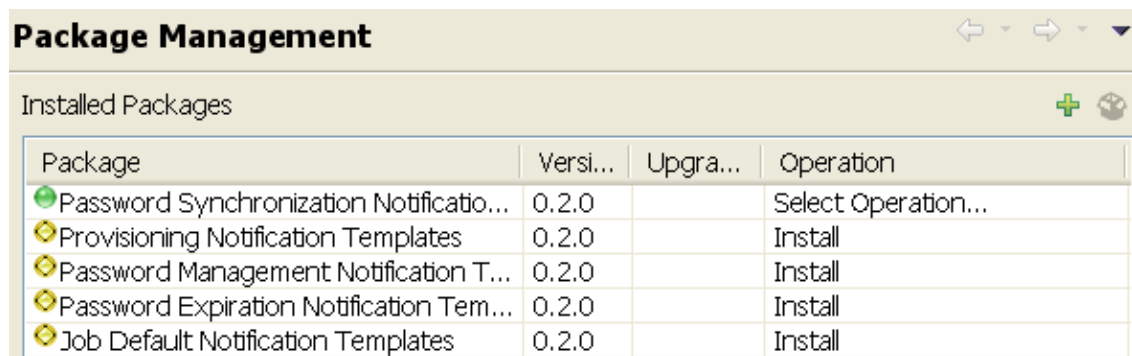 Package Management
Installed Packages
Package Versi... Upgra... Operation
Password Synchronization Notificatio... 0.2.0 Select Operation...
Provisioning Notification Templates 0.2.0 Install
Password Management Notification T... 0.2.0 Install
Password Expiration Notification Tem... 0.2.0 Install
Job Default Notification Templates 0.2.0 Install